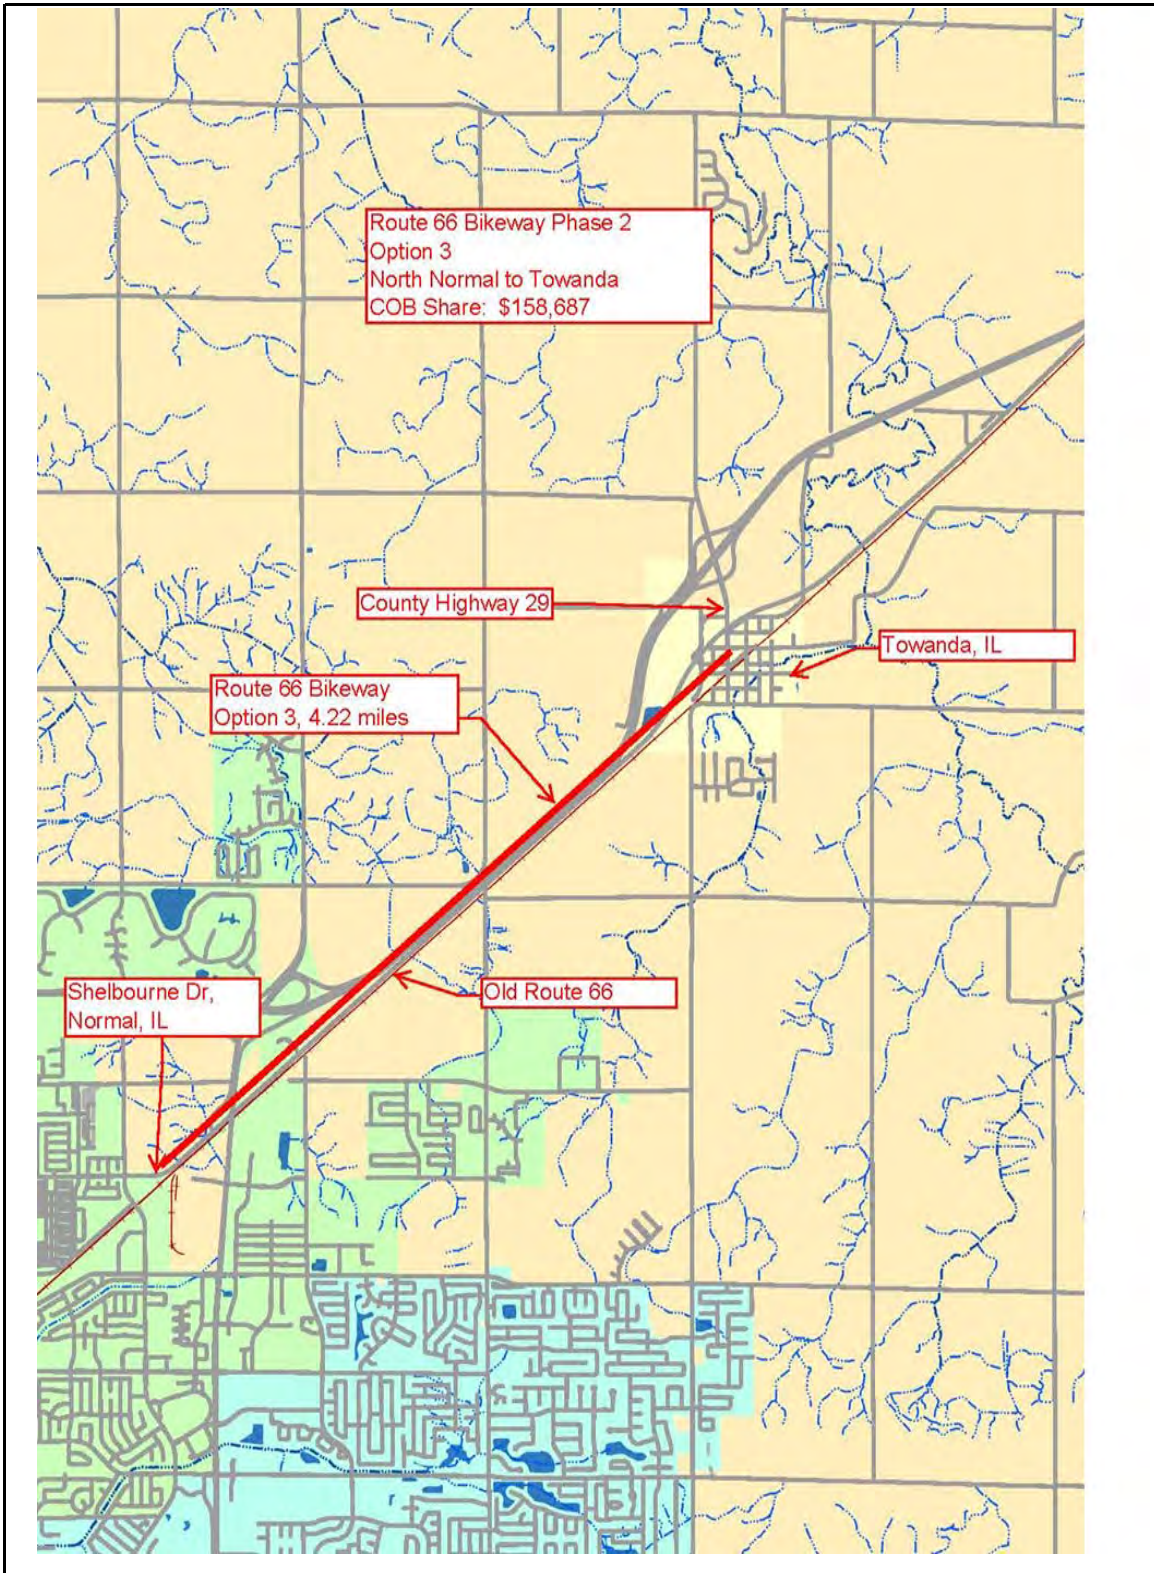 Route 66 Bikeway Phase 2
Option 3
North Normal to Towanda
COB Share:  $158,687
County Highway 29
Towanda, IL
Route 66 Bikeway
Option 3, 4.22 miles
Shelbourne Dr,
Normal, IL
Old Route 66